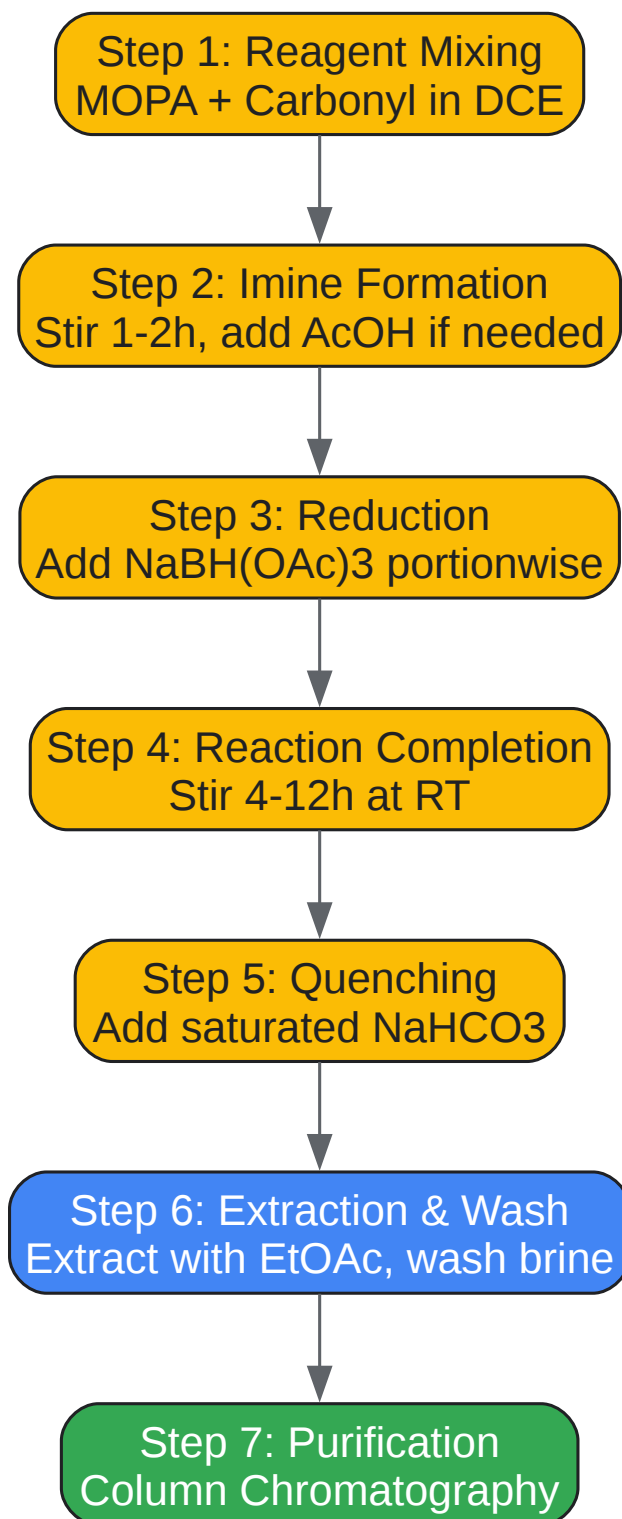 Step 1: Reagent Mixing
MOPA + Carbonyl in DCE
Step 2: Imine Formation
Stir 1-2h, add AcOH if needed
Step 3: Reduction
Add NaBH(OAc)3 portionwise
Step 4: Reaction Completion
Stir 4-12h at RT
Step 5: Quenching
Add saturated NaHCO3
Step 6: Extraction & Wash
Extract with EtOAc, wash brine
Step 7: Purification
Column Chromatography